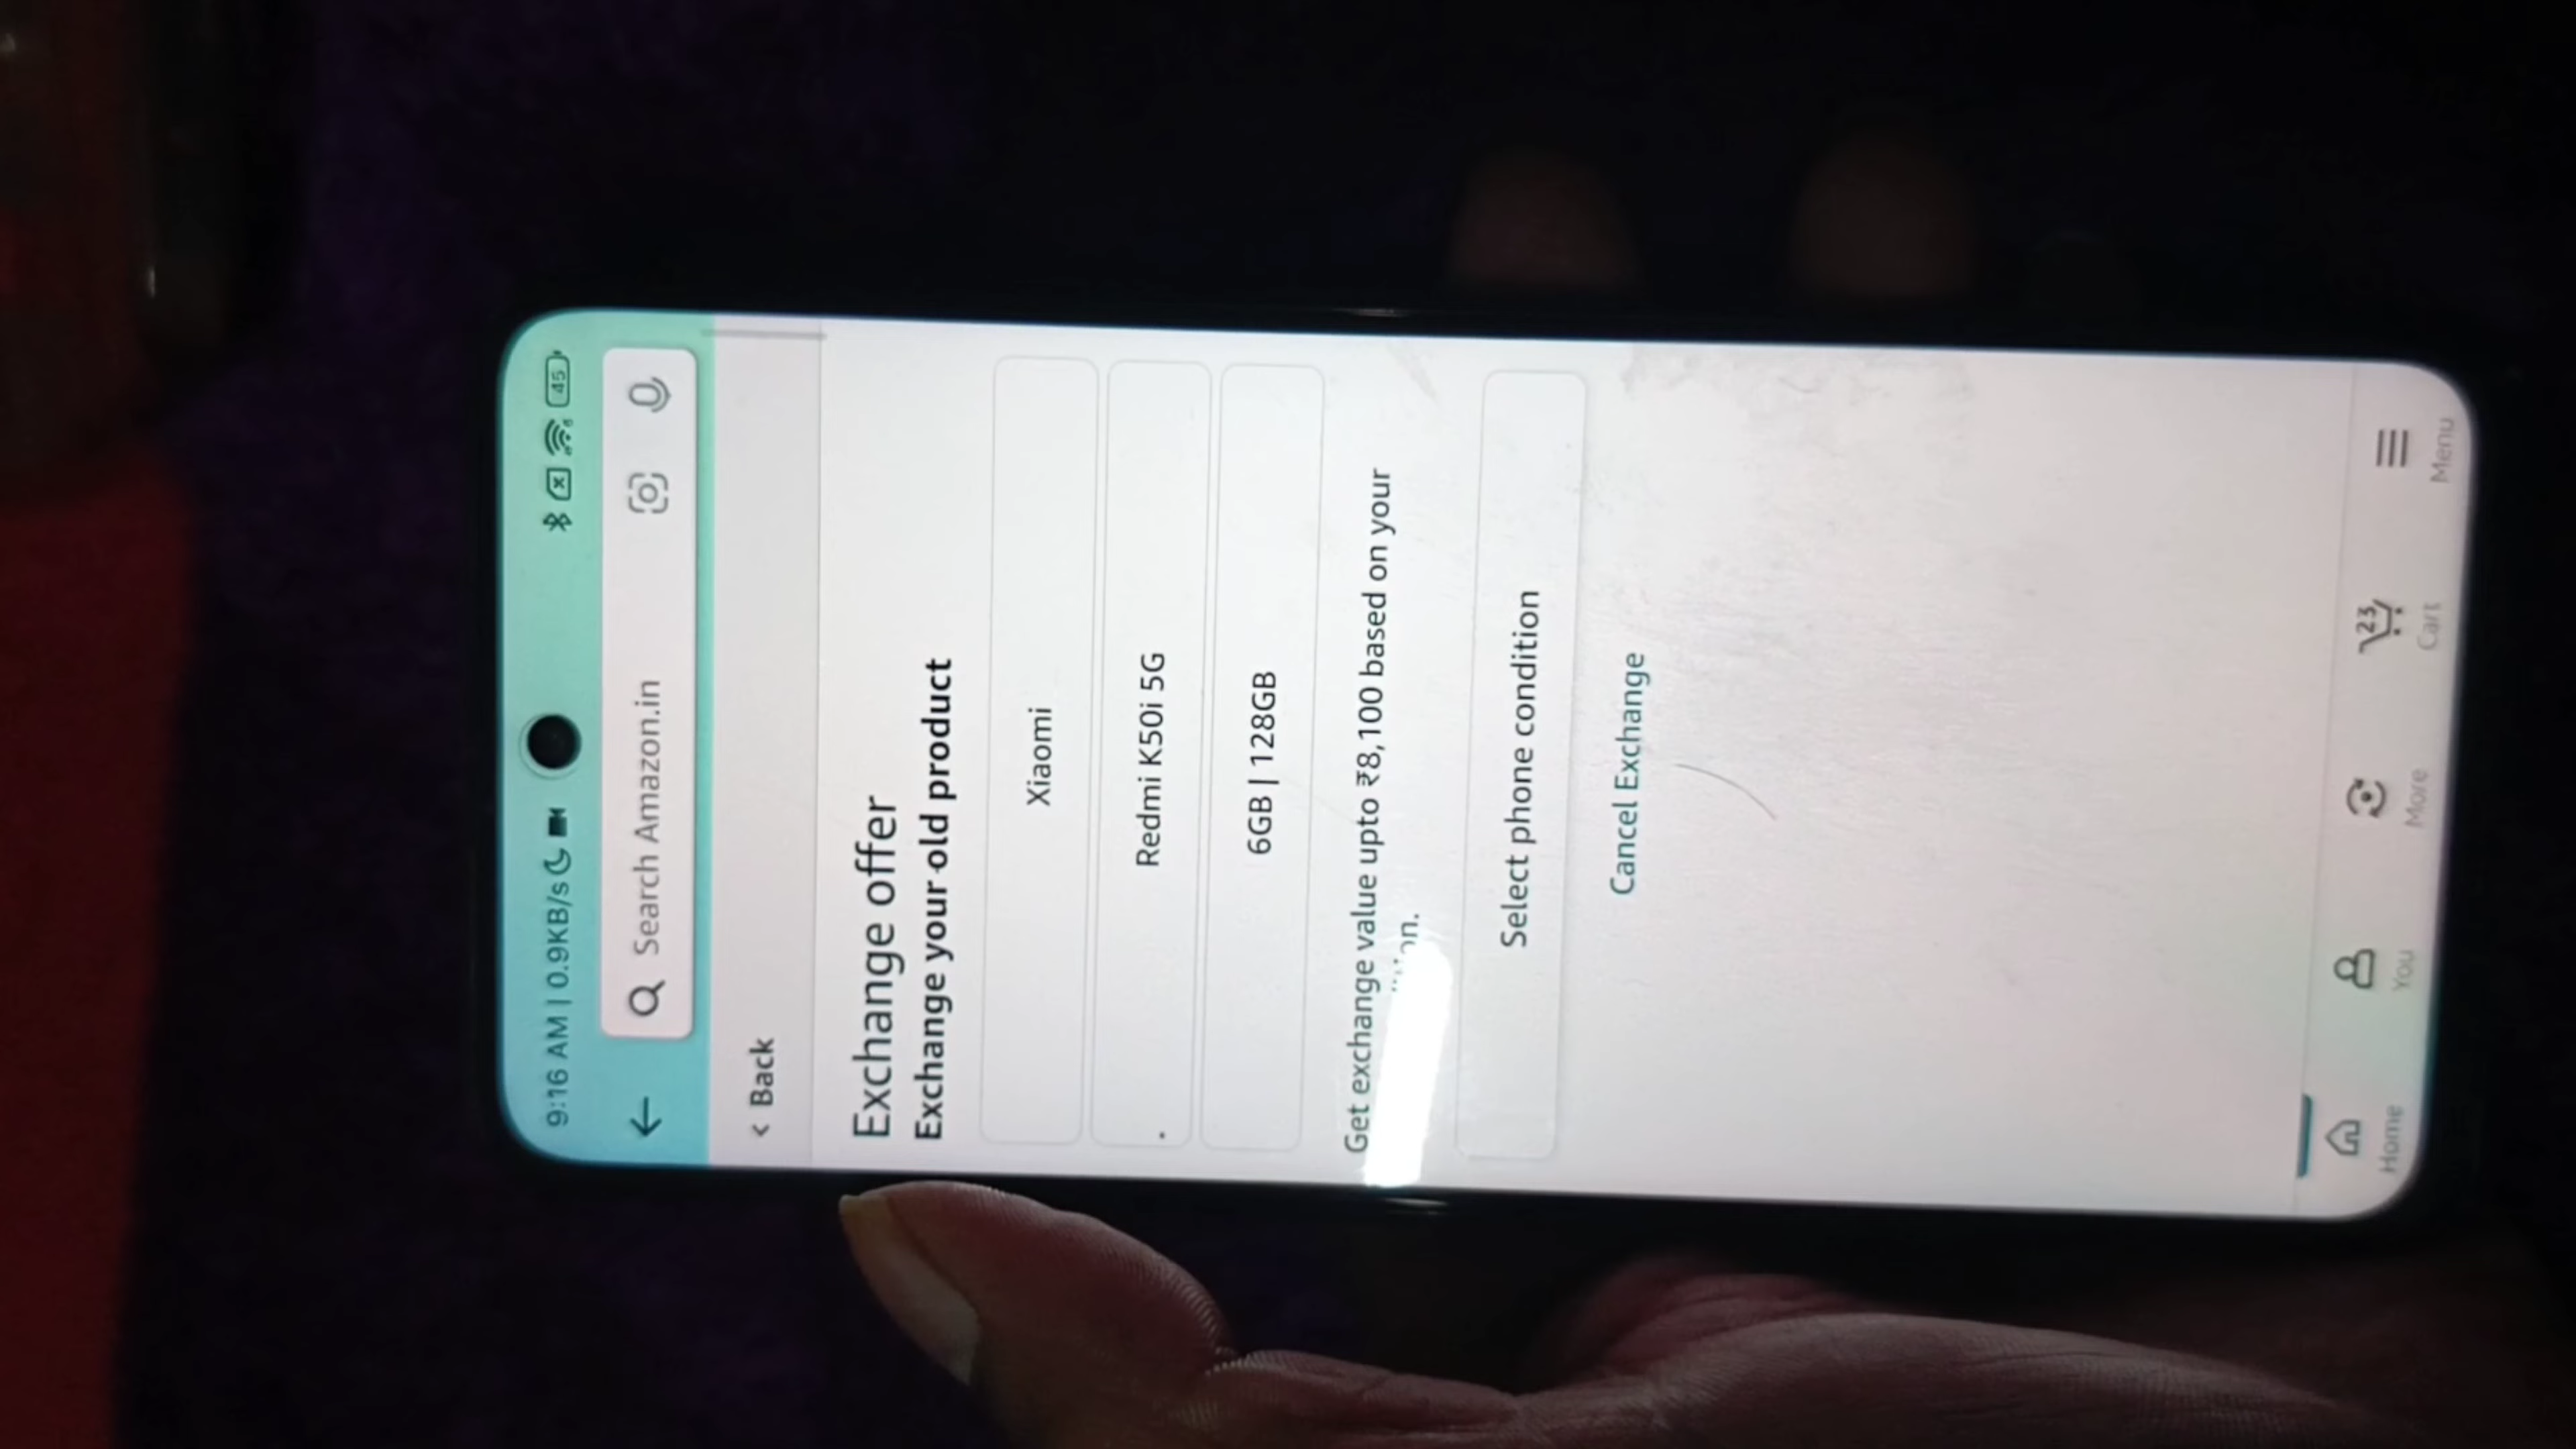 9:16 AM | 0.9KB/s
45
Search Amazon.in
< Back
Exchange offer
Exchange your old product
Xiaomi
Redmi K50i 5G
6GB | 128GB
Get exchange value upto ₹8,100 based on your
Select phone condition
Cancel Exchange
Home
You
More
23
Cart
Menu